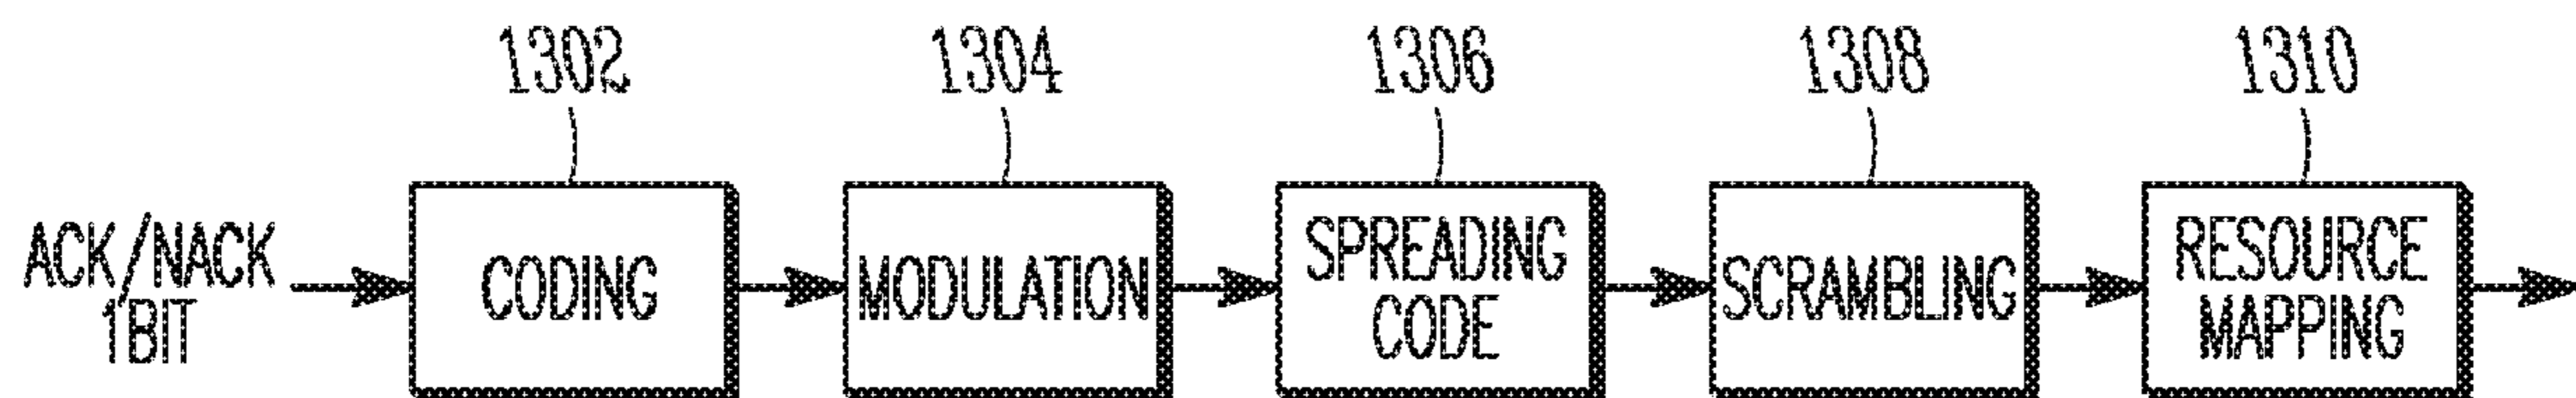 1302
1304
1306
1308
1310
ACK/NACK
1BIT
CODING
MODULATION
SPREADING
CODE
SCRAMBLING
RESOURCE
MAPPING